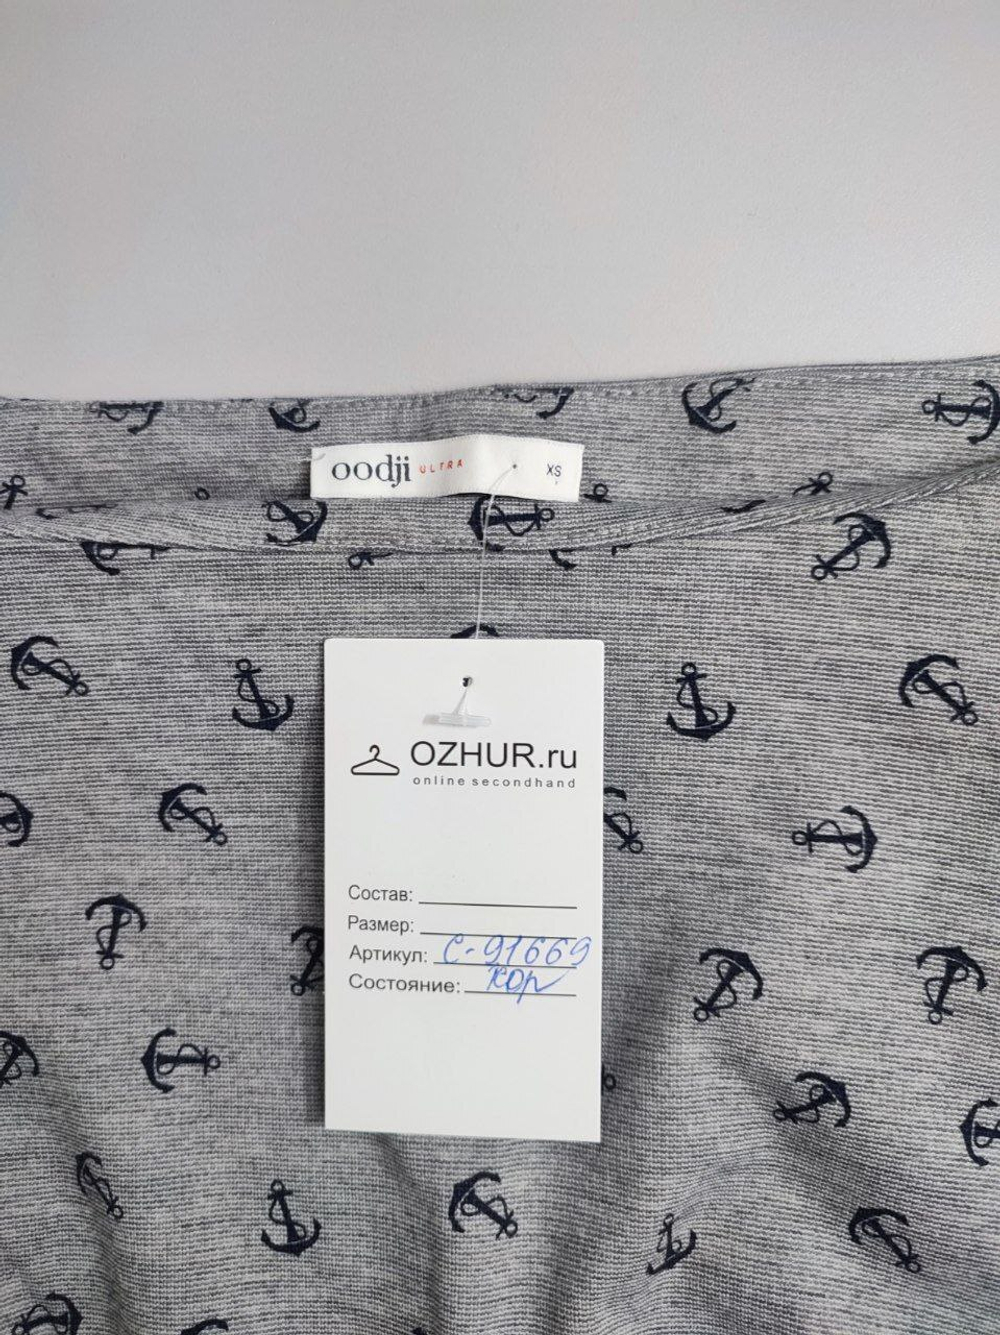 oodji ULTRA XS
OZHUR.ru
online secondhand
Состав:
Размер:
Артикул: С-91669
Состояние: хор